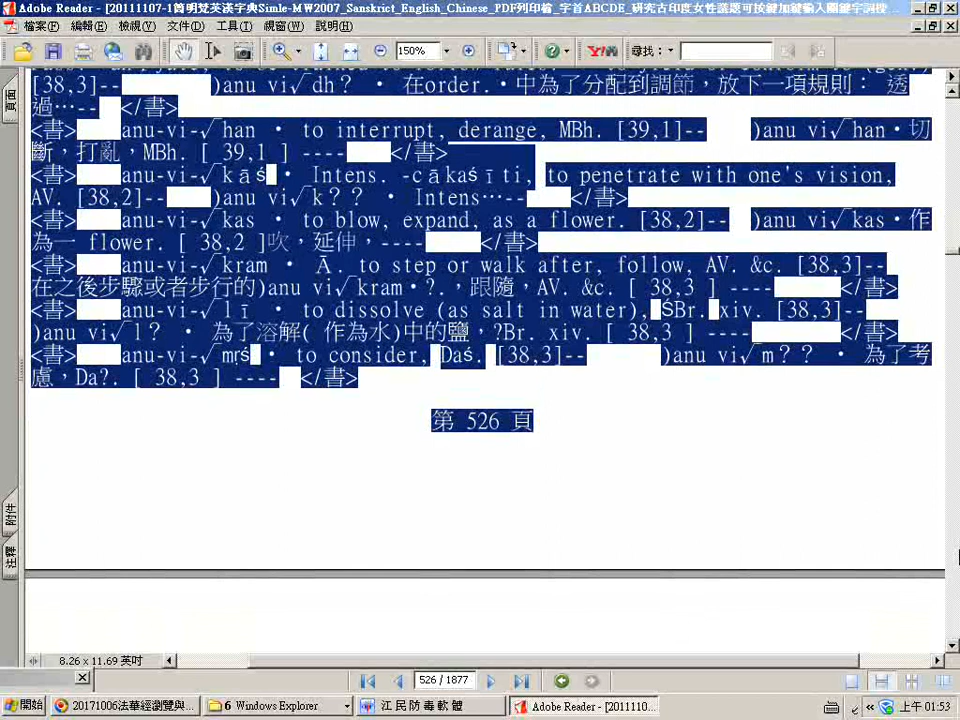 Adobe Reader - [20111107-1簡明梵英漢字典Simle-MW2007_Sanskrict_English_Chinese_PDF列印檔_字首ABCDE_研究古印度女性議題可按鍵加鍵輸入關鍵字詞搜...
檔案(F) 編輯(E) 檢視(V) 文件(D) 工具(T) 視窗(W) 說明(H)
150% Y! 尋找：
頁面
[38,3]-- )anu vi√dh？ • 在order.•中為了分配到調節，放下一項規則： 透
過…-- </書>
<書> anu-vi-√han • to interrupt, derange, MBh. [39,1]-- )anu vi√han•切
斷，打亂，MBh. [ 39,1 ] ---- </書>
<書> anu-vi-√kāś • Intens. -cākaśīti, to penetrate with one's vision,
AV. [38,2]-- )anu vi√k？？ • Intens…-- </書>
<書> anu-vi-√kas • to blow, expand, as a flower. [38,2]-- )anu vi√kas•作
為一 flower. [ 38,2 ]吹，延伸，---- </書>
<書> anu-vi-√kram • Ā. to step or walk after, follow, AV. &c. [38,3]--
在之後步驟或者步行的)anu vi√kram•?.，跟隨，AV. &c. [ 38,3 ] ---- </書>
<書> anu-vi-√lī • to dissolve (as salt in water), ŚBr. xiv. [38,3]--
)anu vi√l？ • 為了溶解( 作為水)中的鹽，?Br. xiv. [ 38,3 ] ---- </書>
<書> anu-vi-√mṛś • to consider, Daś. [38,3]-- )anu vi√m？？ • 為了考
慮，Da?. [ 38,3 ] ---- </書>
第 526 頁
附件
注釋
8.26 x 11.69 英吋
526 / 1877
開始 20171006法華經瀏覽與... 6 Windows Explorer 江民防毒軟體 Adobe Reader - [2011110... 上午 01:53